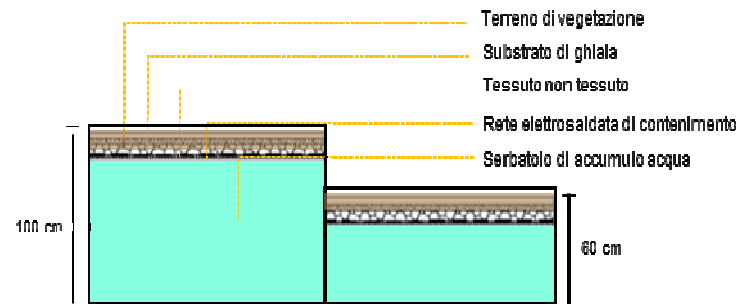 Terreno di vegetazione
Substrato di ghiaia
Tessuto non tessuto
Rete elettrosaldata di contenimento
Serbatoio di accumulo acqua
100 cm
60 cm